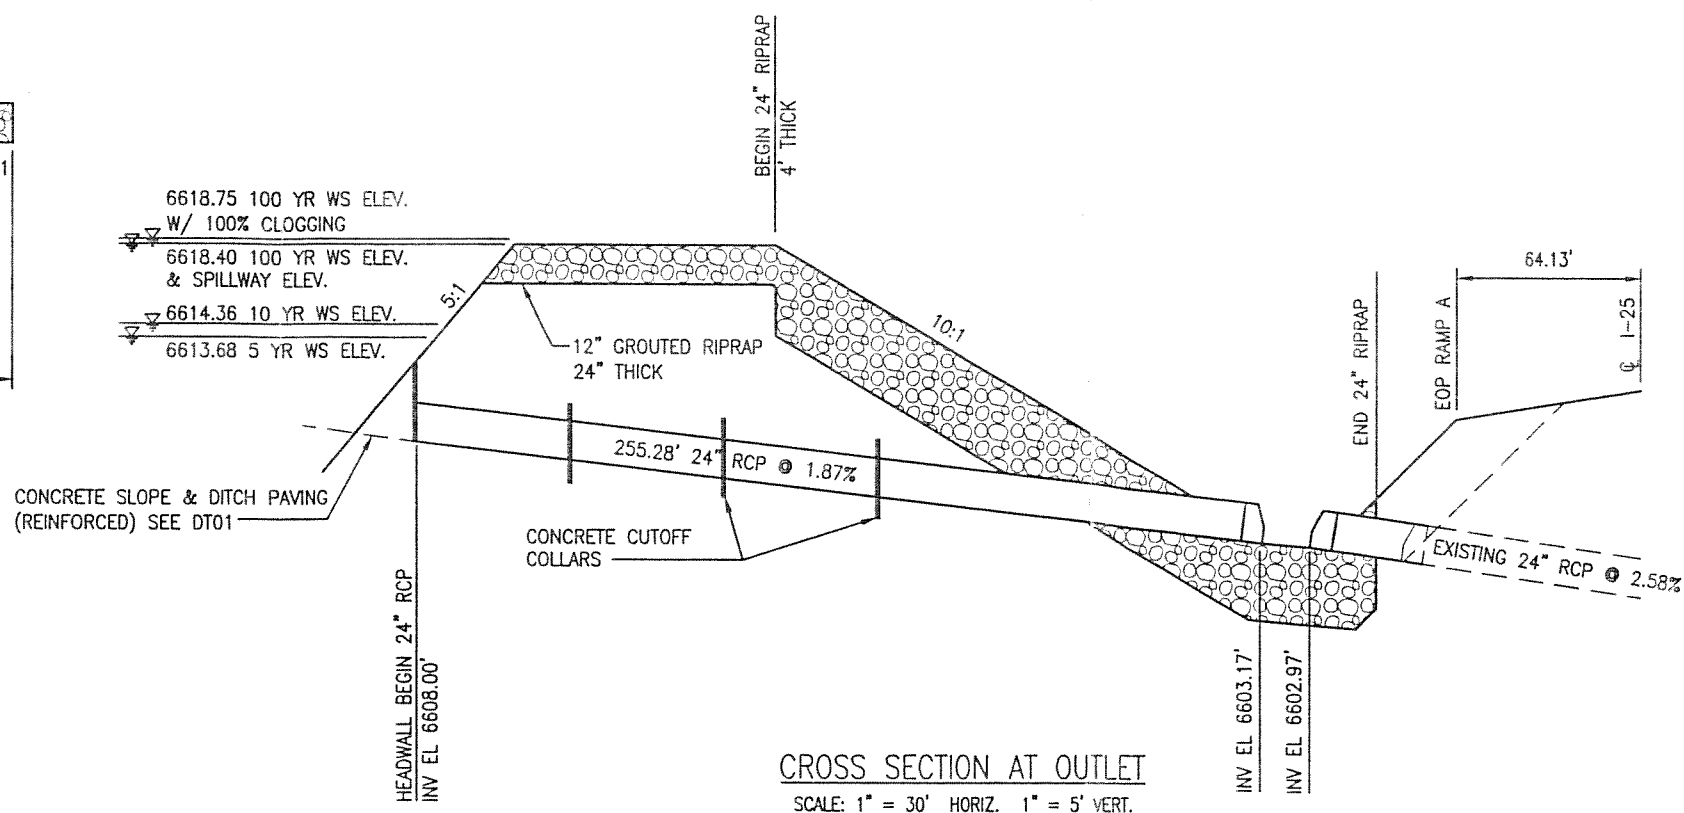 BEGIN 24" RIPRAP
4' THICK
1
6618.75 100 YR WS ELEV.
W/ 100% CLOGGING
6618.40 100 YR WS ELEV.
& SPILLWAY ELEV.
6614.36 10 YR WS ELEV.
6613.68 5 YR WS ELEV.
5:1
12" GROUTED RIPRAP
24" THICK
10:1
64.13'
EOP RAMP A
℄ I-25
END 24" RIPRAP
255.28' 24" RCP @ 1.87%
CONCRETE SLOPE & DITCH PAVING
(REINFORCED) SEE DT01
CONCRETE CUTOFF
COLLARS
EXISTING 24" RCP @ 2.58%
HEADWALL BEGIN 24" RCP
INV EL 6608.00'
INV EL 6603.17'
INV EL 6602.97'
CROSS SECTION AT OUTLET
SCALE: 1" = 30' HORIZ. 1" = 5' VERT.